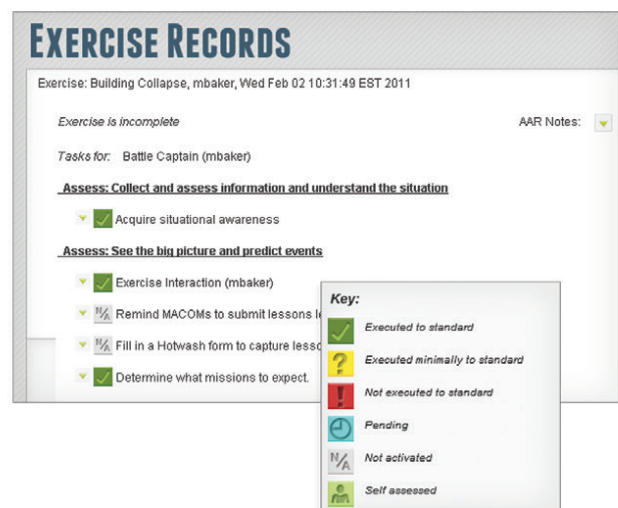 EXERCISE RECORDS
Exercise: Building Collapse, mbaker, Wed Feb 02 10:31:49 EST 2011
Exercise is incomplete AAR Notes:
Tasks for: Battle Captain (mbaker)
Assess: Collect and assess information and understand the situation
Acquire situational awareness
Assess: See the big picture and predict events
Exercise Interaction (mbaker)
N/A Remind MACOMs to submit lessons
N/A Fill in a Hotwash form to capture
Determine what missions to expect.
Key:
Executed to standard
? Executed minimally to standard
! Not executed to standard
Pending
N/A Not activated
Self assessed